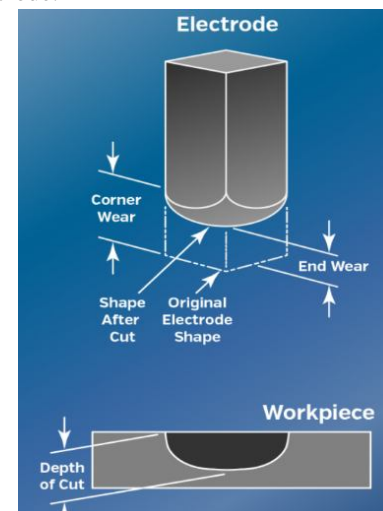 Electrode
Corner
Wear
End Wear
Shape
After
Cut
Original
Electrode
Shape
Workpiece
Depth
of Cut